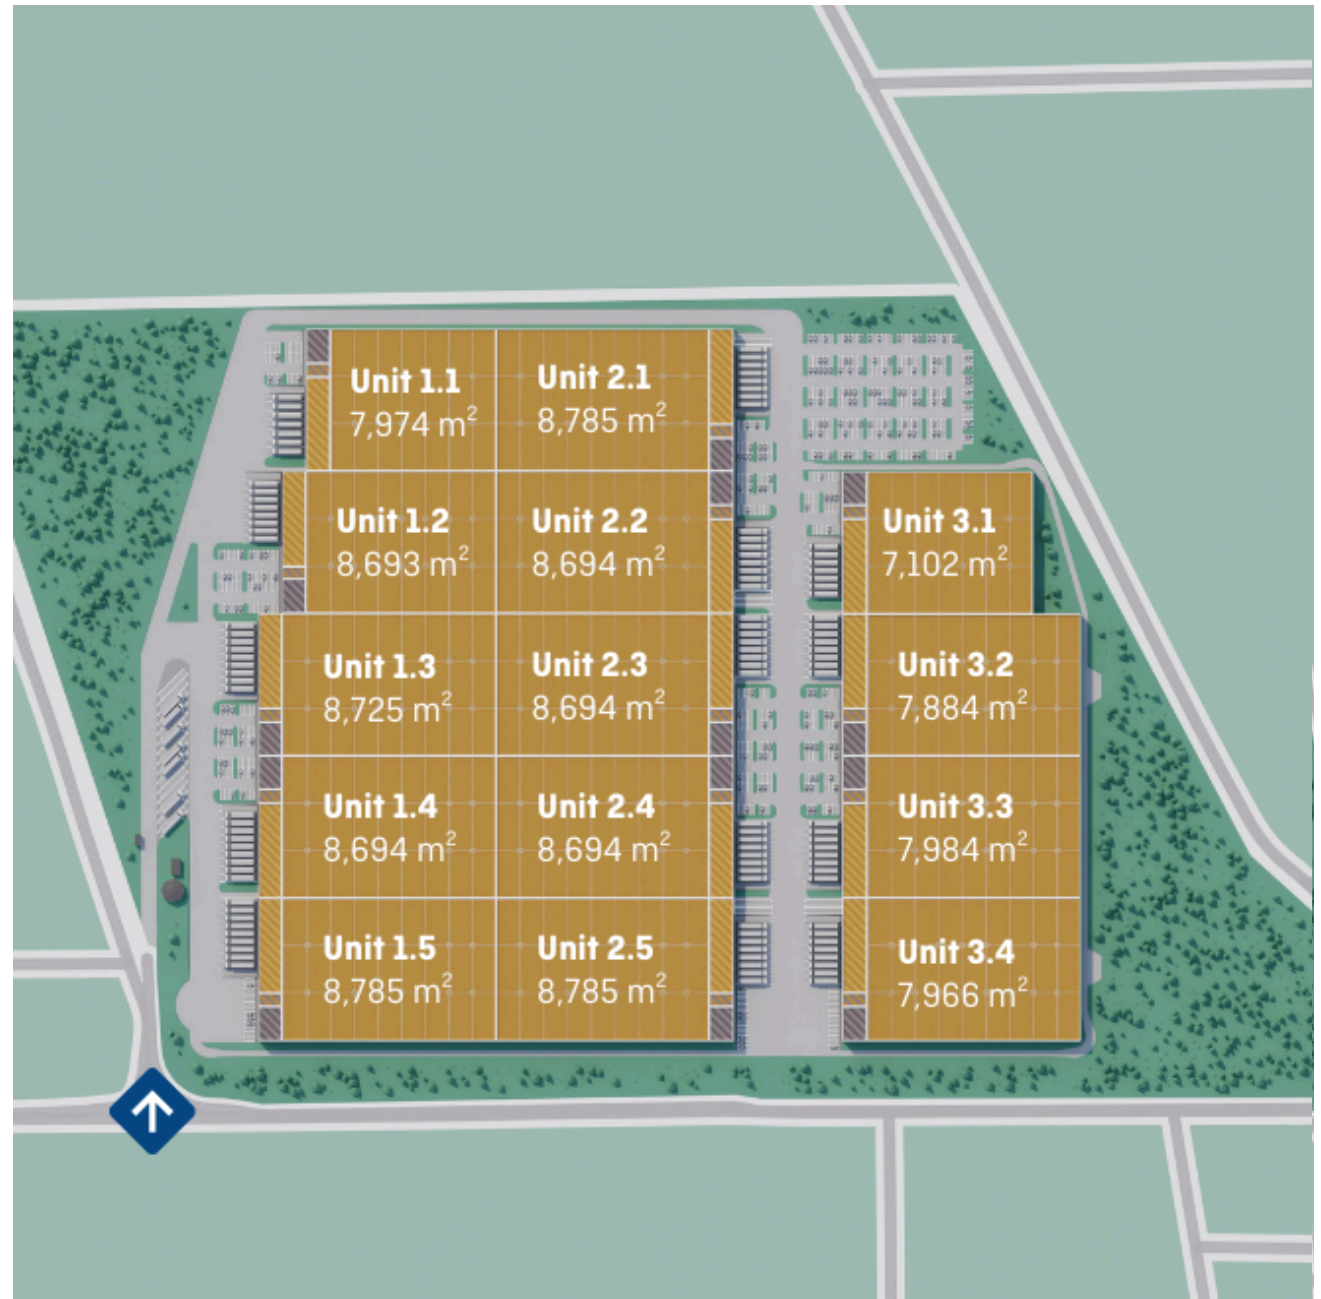 Unit 1.1
7,974 m²
Unit 2.1
8,785 m²
Unit 1.2
8,693 m²
Unit 2.2
8,694 m²
Unit 3.1
7,102 m²
Unit 1.3
8,725 m²
Unit 2.3
8,694 m²
Unit 3.2
7,884 m²
Unit 1.4
8,694 m²
Unit 2.4
8,694 m²
Unit 3.3
7,984 m²
Unit 1.5
8,785 m²
Unit 2.5
8,785 m²
Unit 3.4
7,966 m²